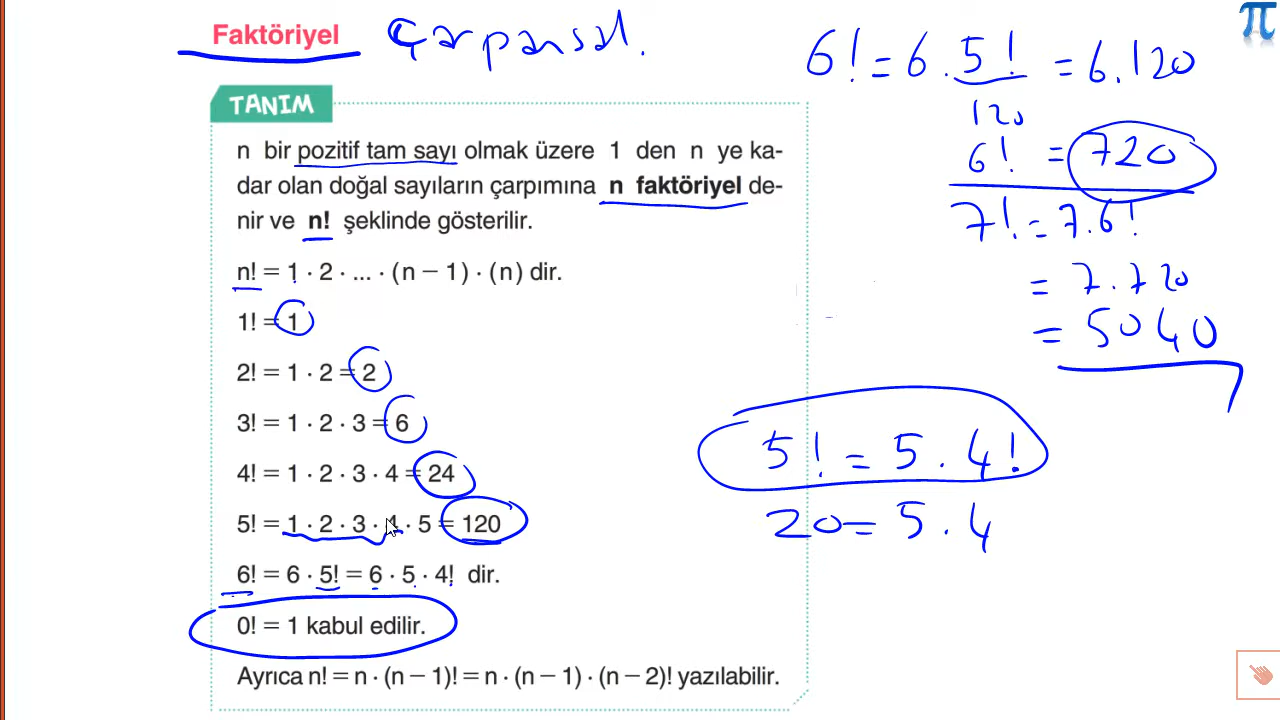 Faktöriyel Çarpansal.
TANIM
n bir pozitif tam sayı olmak üzere 1 den n ye ka-
dar olan doğal sayıların çarpımına n faktöriyel de-
nir ve n! şeklinde gösterilir.
n! = 1 · 2 · ... · (n − 1) · (n) dir.
1! = 1
2! = 1 · 2 = 2
3! = 1 · 2 · 3 = 6
4! = 1 · 2 · 3 · 4 = 24
5! = 1 · 2 · 3 · 4 · 5 = 120
6! = 6 · 5! = 6 · 5 · 4! dir.
0! = 1 kabul edilir.
Ayrıca n! = n · (n − 1)! = n · (n − 1) · (n − 2)! yazılabilir.
6! = 6 . 5! = 6.120
120
6! = 720
7! = 7.6!
= 7.720
= 5040
5! = 5 . 4!
20 = 5 . 4
π